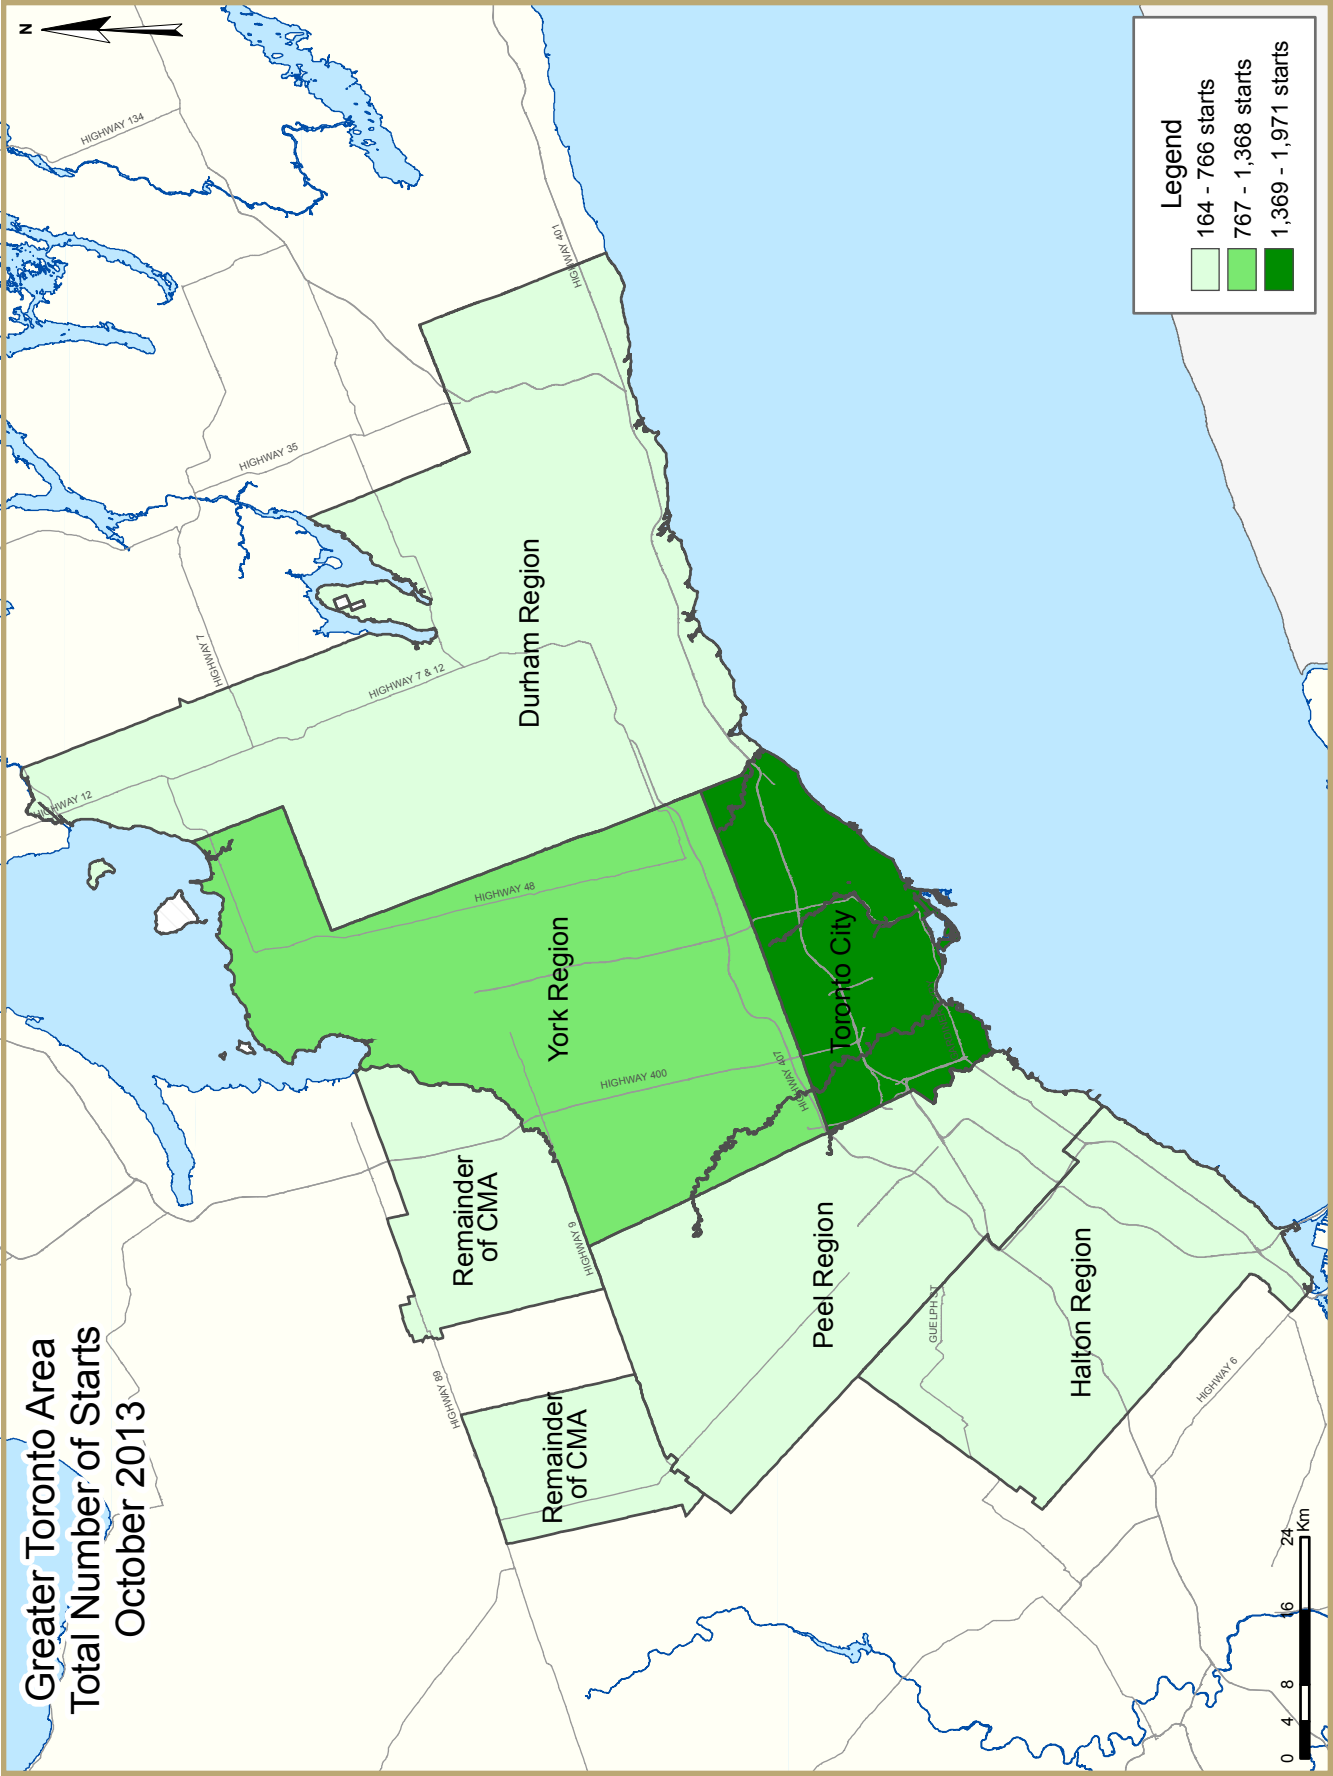 Greater Toronto Area
Total Number of Starts
October 2013
N
HIGHWAY 134
HIGHWAY 401
HIGHWAY 35
HIGHWAY 7
HIGHWAY 7 & 12
HIGHWAY 12
Durham Region
HIGHWAY 48
York Region
HIGHWAY 400
HIGHWAY 407
Toronto City
Remainder
of CMA
HIGHWAY 9
HIGHWAY 89
Remainder
of CMA
Peel Region
GUELPH ST
Halton Region
HIGHWAY 6
Legend
164 - 766 starts
767 - 1,368 starts
1,369 - 1,971 starts
0 4 8 16 24
Km